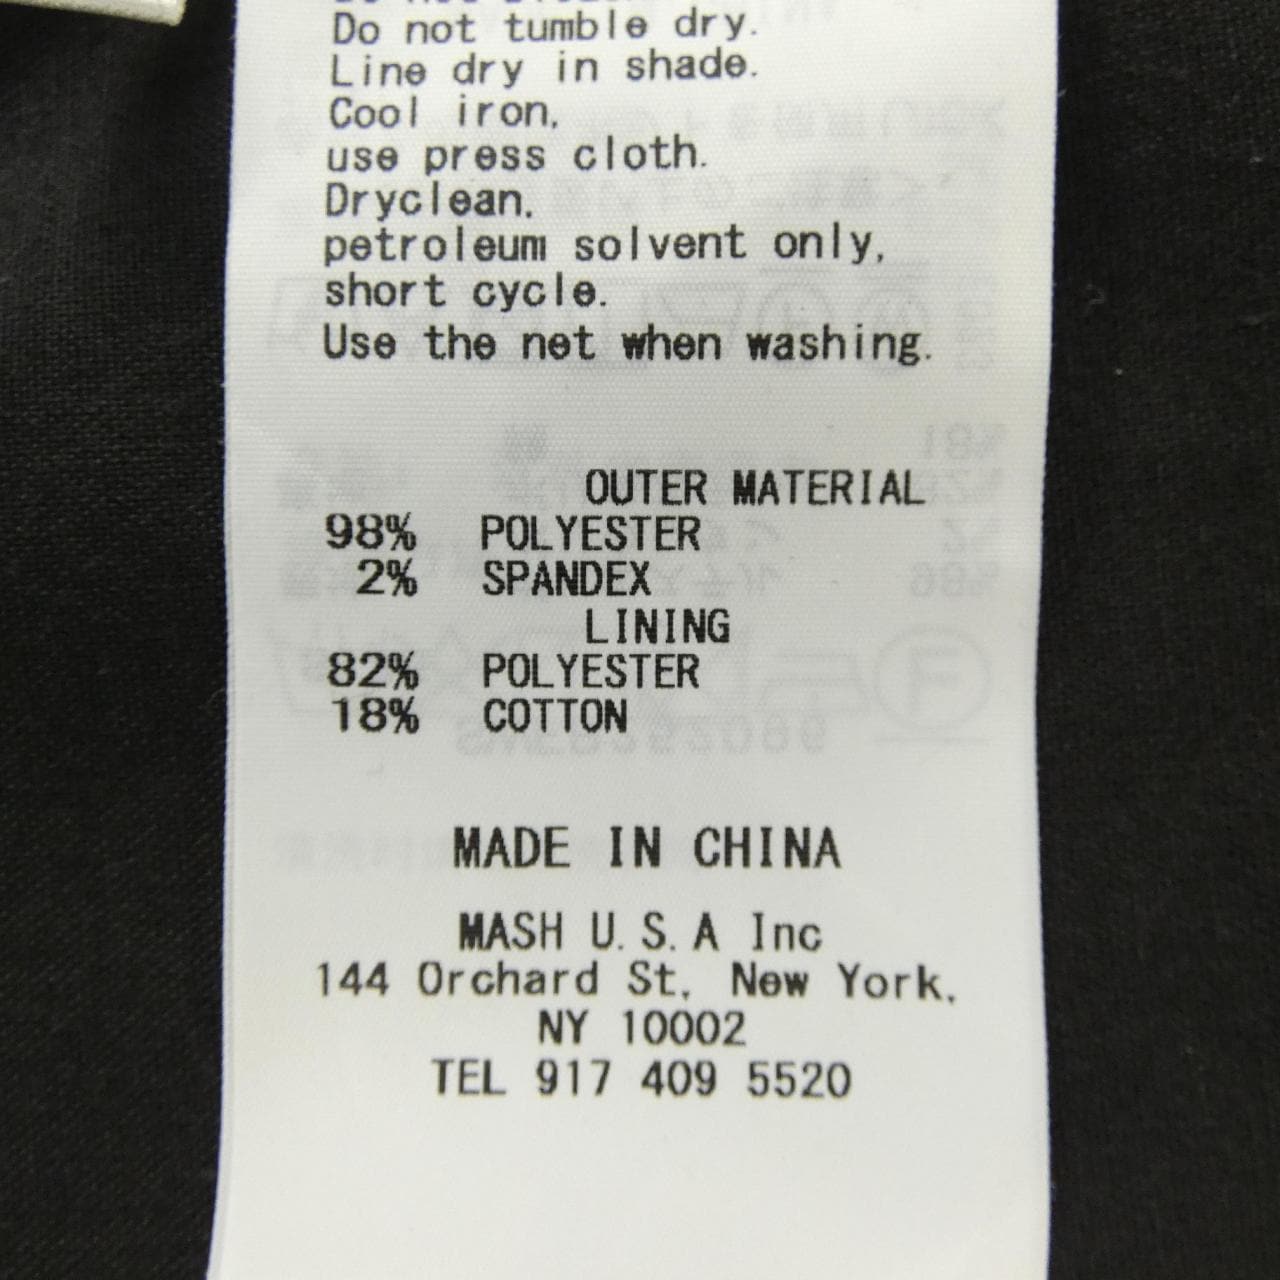 Do not tumble dry.
Line dry in shade.
Cool iron,
use press cloth.
Dryclean,
petroleum solvent only,
short cycle.
Use the net when washing.
OUTER MATERIAL
98% POLYESTER
2% SPANDEX
LINING
82% POLYESTER
18% COTTON
MADE IN CHINA
MASH U.S.A Inc
144 Orchard St, New York,
NY 10002
TEL 917 409 5520